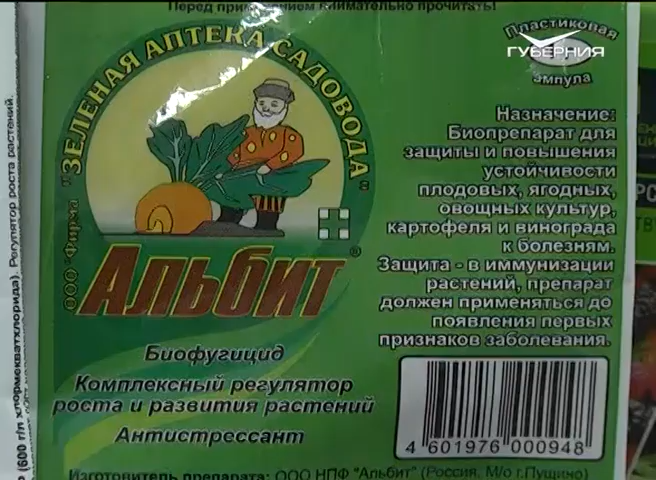 Перед применением внимательно прочитать!
Пластиковая
ампула
ГУБЕРНИЯ
"ЗЕЛЕНАЯ АПТЕКА САДОВОДА"
ООО Фирма
Альбит®
Биофугицид
Комплексный регулятор
роста и развития растений
Антистрессант
Назначение:
Биопрепарат для
защиты и повышения
устойчивости
плодовых, ягодных,
овощных культур,
картофеля и винограда
к болезням.
Защита - в иммунизации
растений, препарат
должен применяться до
появления первых
признаков заболевания.
4 601976 000948
Изготовитель препарата: ООО НПФ "Альбит" (Россия, М/о г.Пущино)
(600 г/л хлормекватхлорида). Регулятор роста растений.